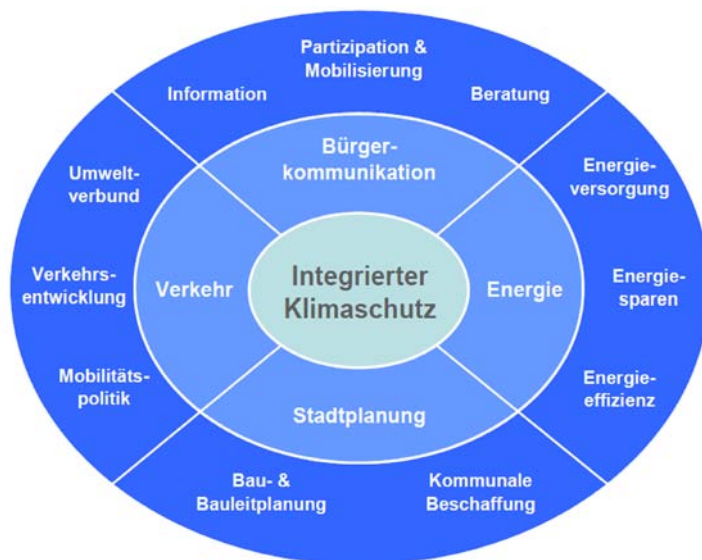 Partizipation &
Mobilisierung
Information
Beratung
Bürger-
kommunikation
Umwelt-
verbund
Energie-
versorgung
Verkehrs-
entwicklung
Verkehr
Integrierter
Klimaschutz
Energie
Energie-
sparen
Mobilitäts-
politik
Energie-
effizienz
Stadtplanung
Bau- &
Bauleitplanung
Kommunale
Beschaffung